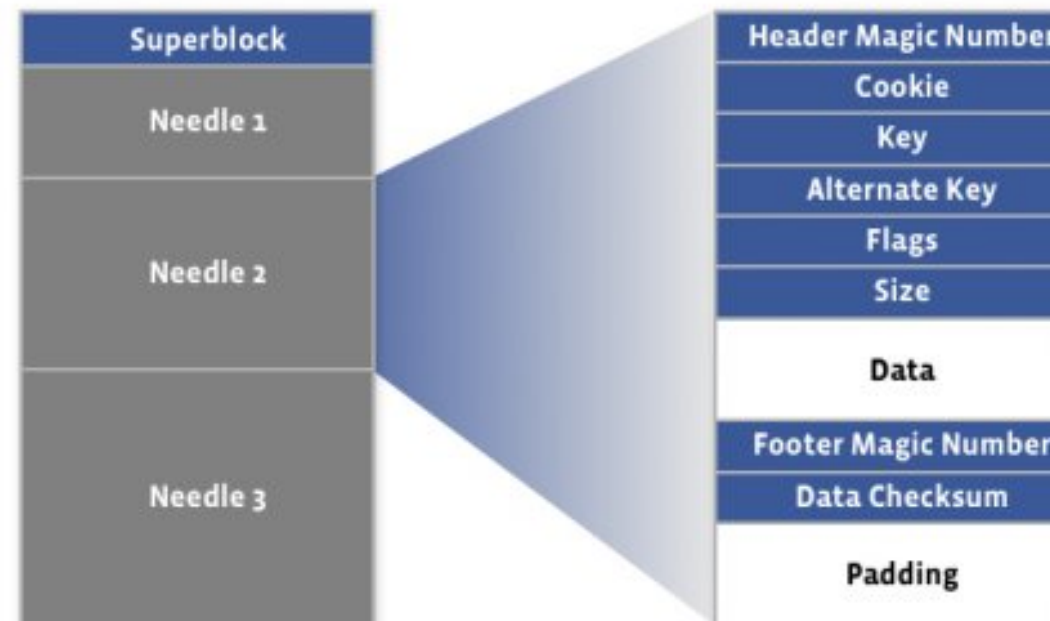 Superblock
Needle 1
Needle 2
Needle 3
Header Magic Number
Cookie
Key
Alternate Key
Flags
Size
Data
Footer Magic Number
Data Checksum
Padding